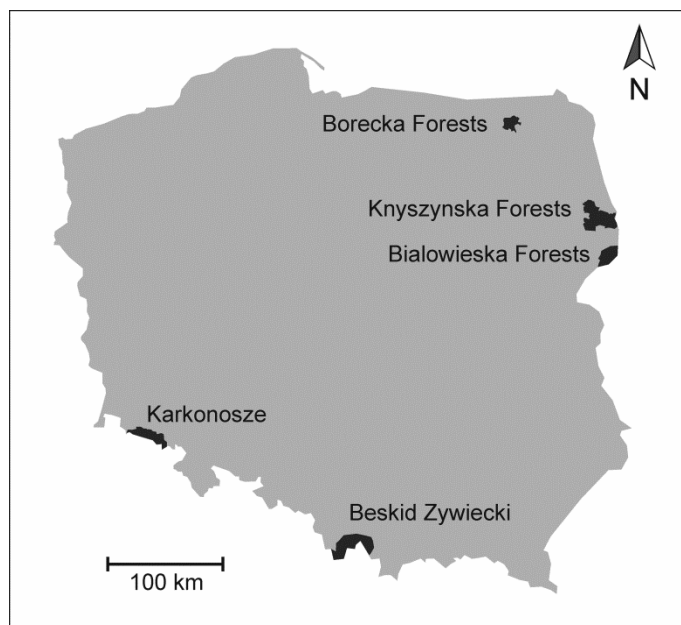 N
Borecka Forests
Knyszynska Forests
Bialowieska Forests
Karkonosze
Beskid Zywiecki
100 km